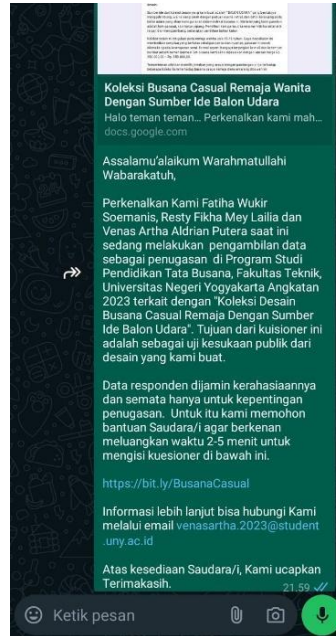 Koleksi Busana Casual Remaja Wanita
Dengan Sumber Ide Balon Udara
Halo teman teman... Perkenalkan kami mah...
docs.google.com
Assalamu'alaikum Warahmatullahi
Wabarakatuh,
Perkenalkan Kami Fatiha Wukir
Soemanis, Resty Fikha Mey Lailia dan
Venas Artha Aldrian Putera saat ini
sedang melakukan pengambilan data
sebagai penugasan di Program Studi
Pendidikan Tata Busana, Fakultas Teknik,
Universitas Negeri Yogyakarta Angkatan
2023 terkait dengan "Koleksi Desain
Busana Casual Remaja Dengan Sumber
Ide Balon Udara". Tujuan dari kuisioner ini
adalah sebagai uji kesukaan publik dari
desain yang kami buat.
Data responden dijamin kerahasiaannya
dan semata hanya untuk kepentingan
penugasan. Untuk itu kami memohon
bantuan Saudara/i agar berkenan
meluangkan waktu 2-5 menit untuk
mengisi kuesioner di bawah ini.
https://bit.ly/BusanaCasual
Informasi lebih lanjut bisa hubungi Kami
melalui email venasartha.2023@student
.uny.ac.id
Atas kesediaan Saudara/i, Kami ucapkan
Terimakasih.
21.59
Ketik pesan